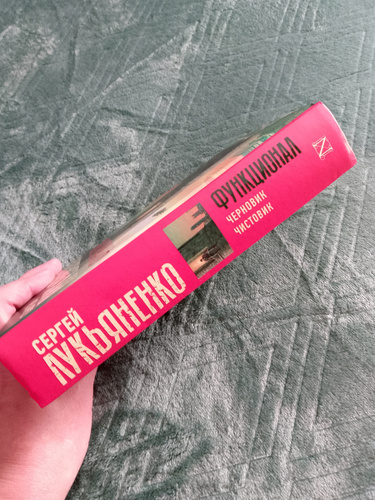 СЕРГЕЙ
ЛУКЬЯНЕНКО
ФУНКЦИОНАЛ
ЧЕРНОВИК
ЧИСТОВИК